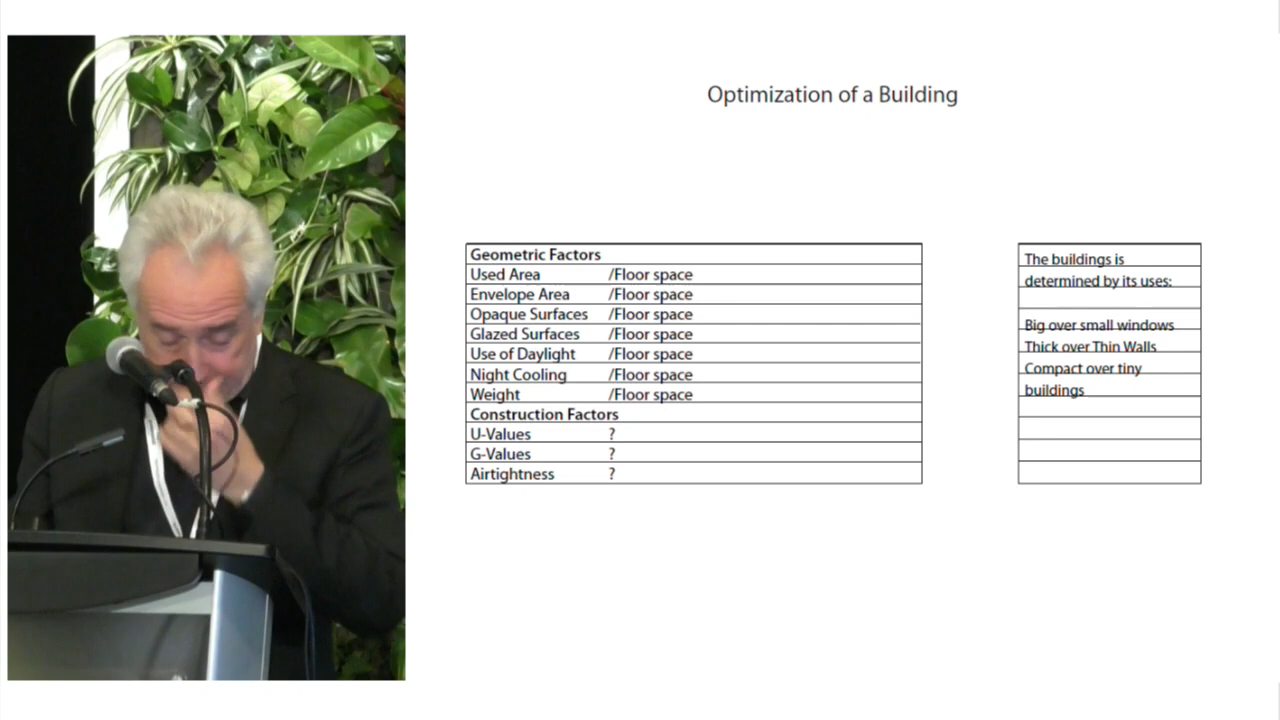 Optimization of a Building
Geometric Factors
Used Area /Floor space
Envelope Area /Floor space
Opaque Surfaces /Floor space
Glazed Surfaces /Floor space
Use of Daylight /Floor space
Night Cooling /Floor space
Weight /Floor space
Construction Factors
U-Values ?
G-Values ?
Airtightness ?
The buildings is
determined by its uses:
Big over small windows
Thick over Thin Walls
Compact over tiny
buildings